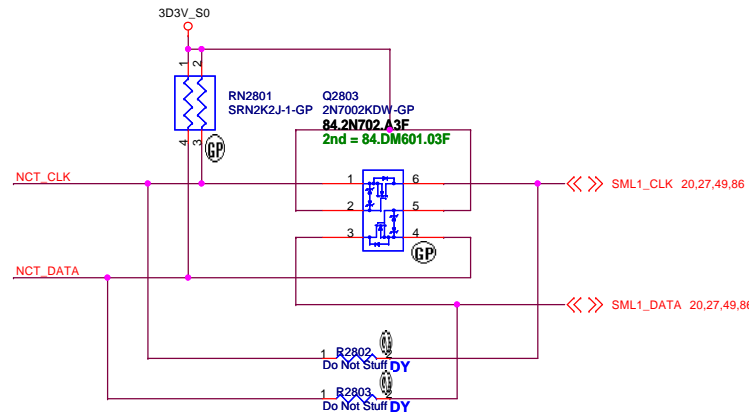 3D3V_S0
1
2
RN2801
SRN2K2J-1-GP
Q2803
2N7002KDW-GP
84.2N702.A3F
2nd = 84.DM601.03F
4
3
GP
NCT_CLK
1
6
SML1_CLK 20,27,49,86
2
5
3
4
GP
NCT_DATA
SML1_DATA 20,27,49,86
1
R2802
2
Do Not Stuff DY
1
R2803
2
Do Not Stuff DY